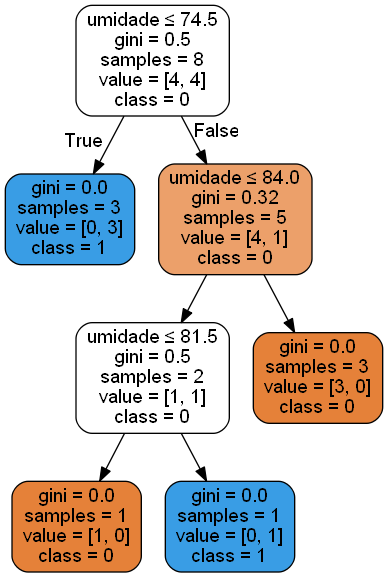 umidade ≤ 74.5
gini = 0.5
samples = 8
value = [4, 4]
class = 0
True
False
gini = 0.0
samples = 3
value = [0, 3]
class = 1
umidade ≤ 84.0
gini = 0.32
samples = 5
value = [4, 1]
class = 0
umidade ≤ 81.5
gini = 0.5
samples = 2
value = [1, 1]
class = 0
gini = 0.0
samples = 3
value = [3, 0]
class = 0
gini = 0.0
samples = 1
value = [1, 0]
class = 0
gini = 0.0
samples = 1
value = [0, 1]
class = 1